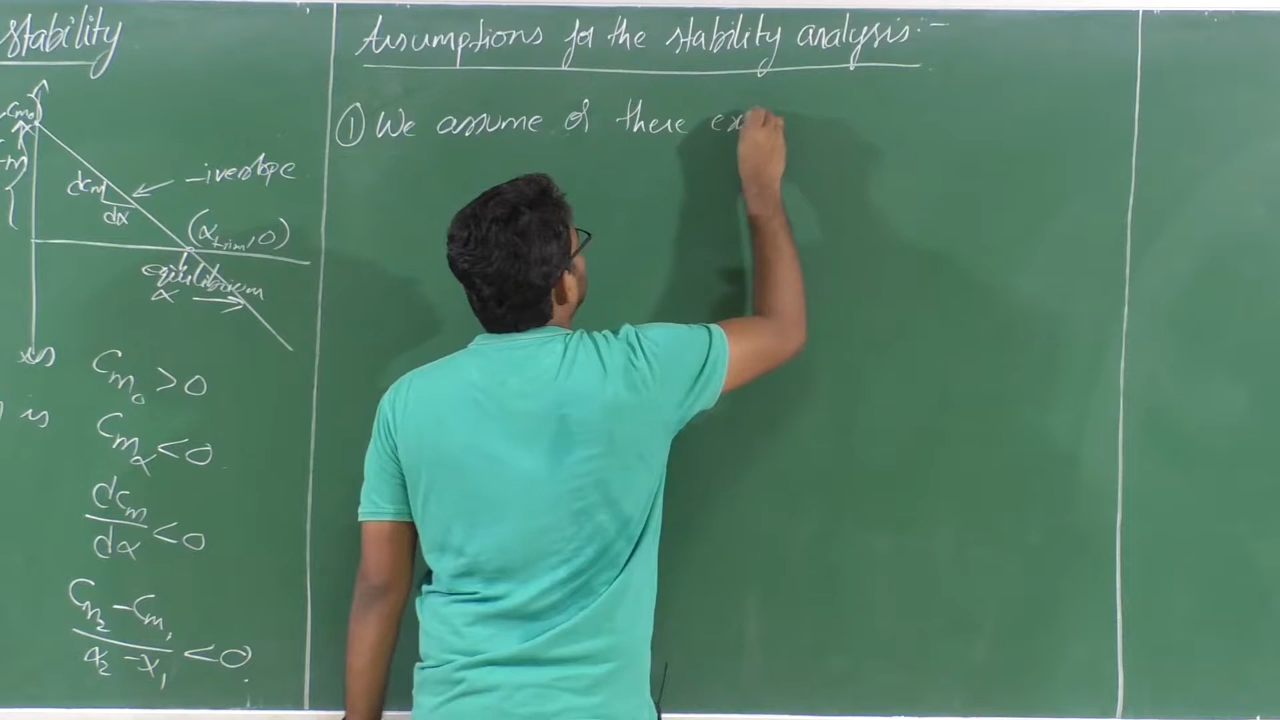 stability
Cm₀
dCm
dα
-ive slope
(αtrim, 0)
equilibrium
α
is
Cm₀ > 0
Cmα < 0
dCm
dα < 0
Cm₂ - Cm₁
α₂ - α₁ < 0
Assumptions for the stability analysis:-
① We assume of there ex